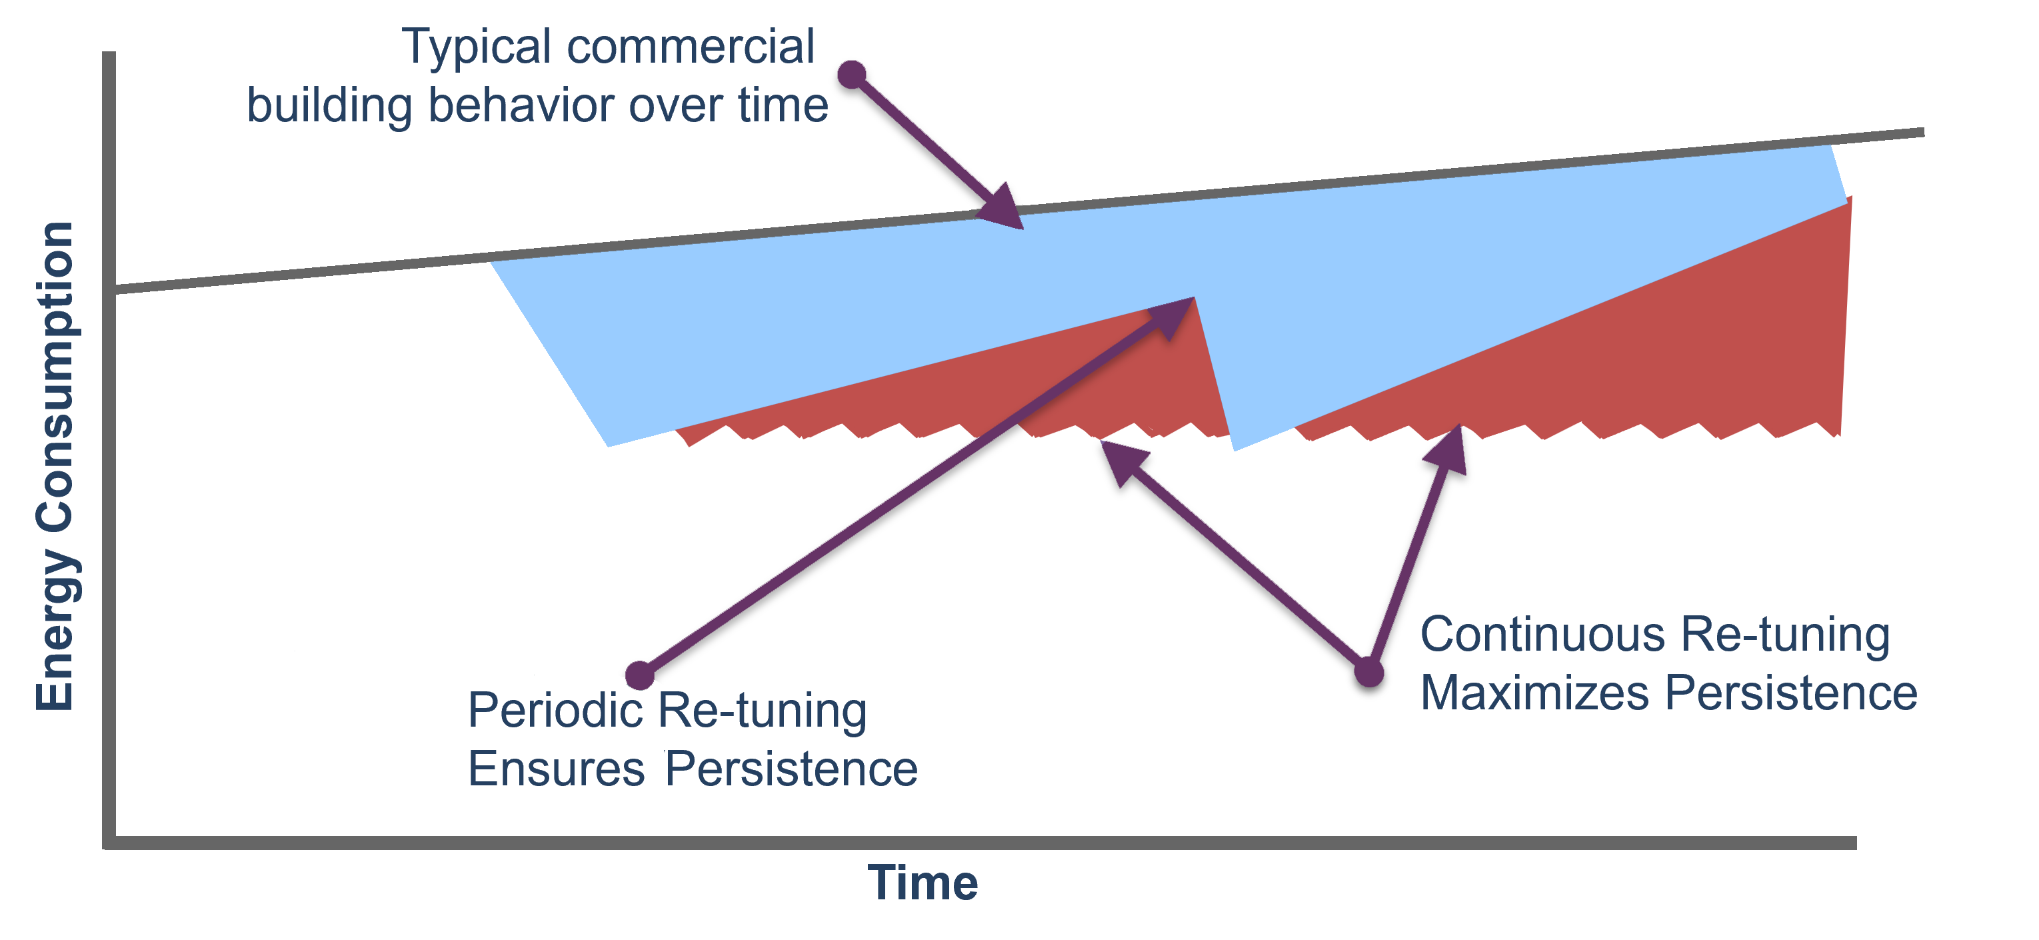 Typical commercial
building behavior over time
Energy Consumption
Periodic Re-tuning
Ensures Persistence
Continuous Re-tuning
Maximizes Persistence
Time